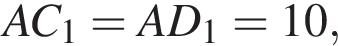 AC₁ = AD₁ = 10,